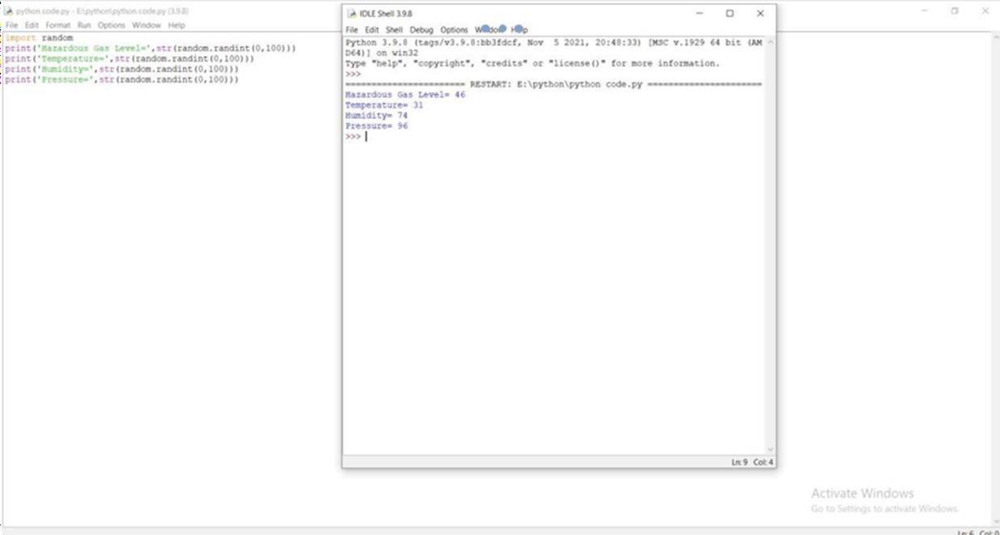 python code.py - E:\python\python code.py (3.9.8)
File Edit Format Run Options Window Help
import random
print('Hazardous Gas Level=',str(random.randint(0,100)))
print('Temperature=',str(random.randint(0,100)))
print('Humidity=',str(random.randint(0,100)))
print('Pressure=',str(random.randint(0,100)))
IDLE Shell 3.9.8
File Edit Shell Debug Options Window Help
Python 3.9.8 (tags/v3.9.8:bb3fdcf, Nov  5 2021, 20:48:33) [MSC v.1929 64 bit (AM
D64)] on win32
Type "help", "copyright", "credits" or "license()" for more information.
>>>
======================= RESTART: E:\python\python code.py ======================
Hazardous Gas Level= 46
Temperature= 31
Humidity= 74
Pressure= 96
>>>
Ln: 9 Col: 4
Activate Windows
Go to Settings to activate Windows.
Ln: 6 Col: 0